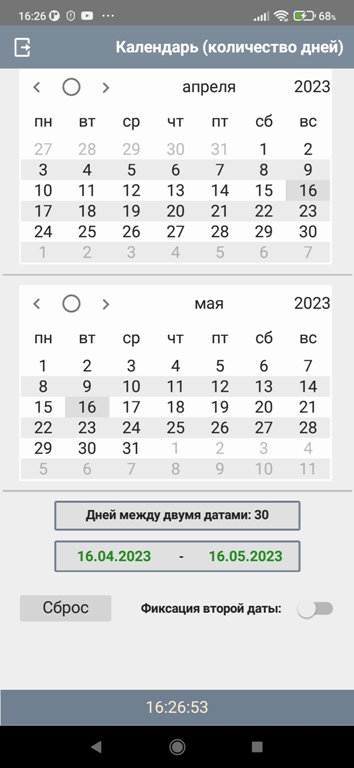 16:26 ... 68%
Календарь (количество дней)
апреля 2023
пн вт ср чт пт сб вс
27 28 29 30 31 1 2
3 4 5 6 7 8 9
10 11 12 13 14 15 16
17 18 19 20 21 22 23
24 25 26 27 28 29 30
1 2 3 4 5 6 7
мая 2023
пн вт ср чт пт сб вс
1 2 3 4 5 6 7
8 9 10 11 12 13 14
15 16 17 18 19 20 21
22 23 24 25 26 27 28
29 30 31 1 2 3 4
5 6 7 8 9 10 11
Дней между двумя датами: 30
16.04.2023 - 16.05.2023
Сброс Фиксация второй даты:
16:26:53